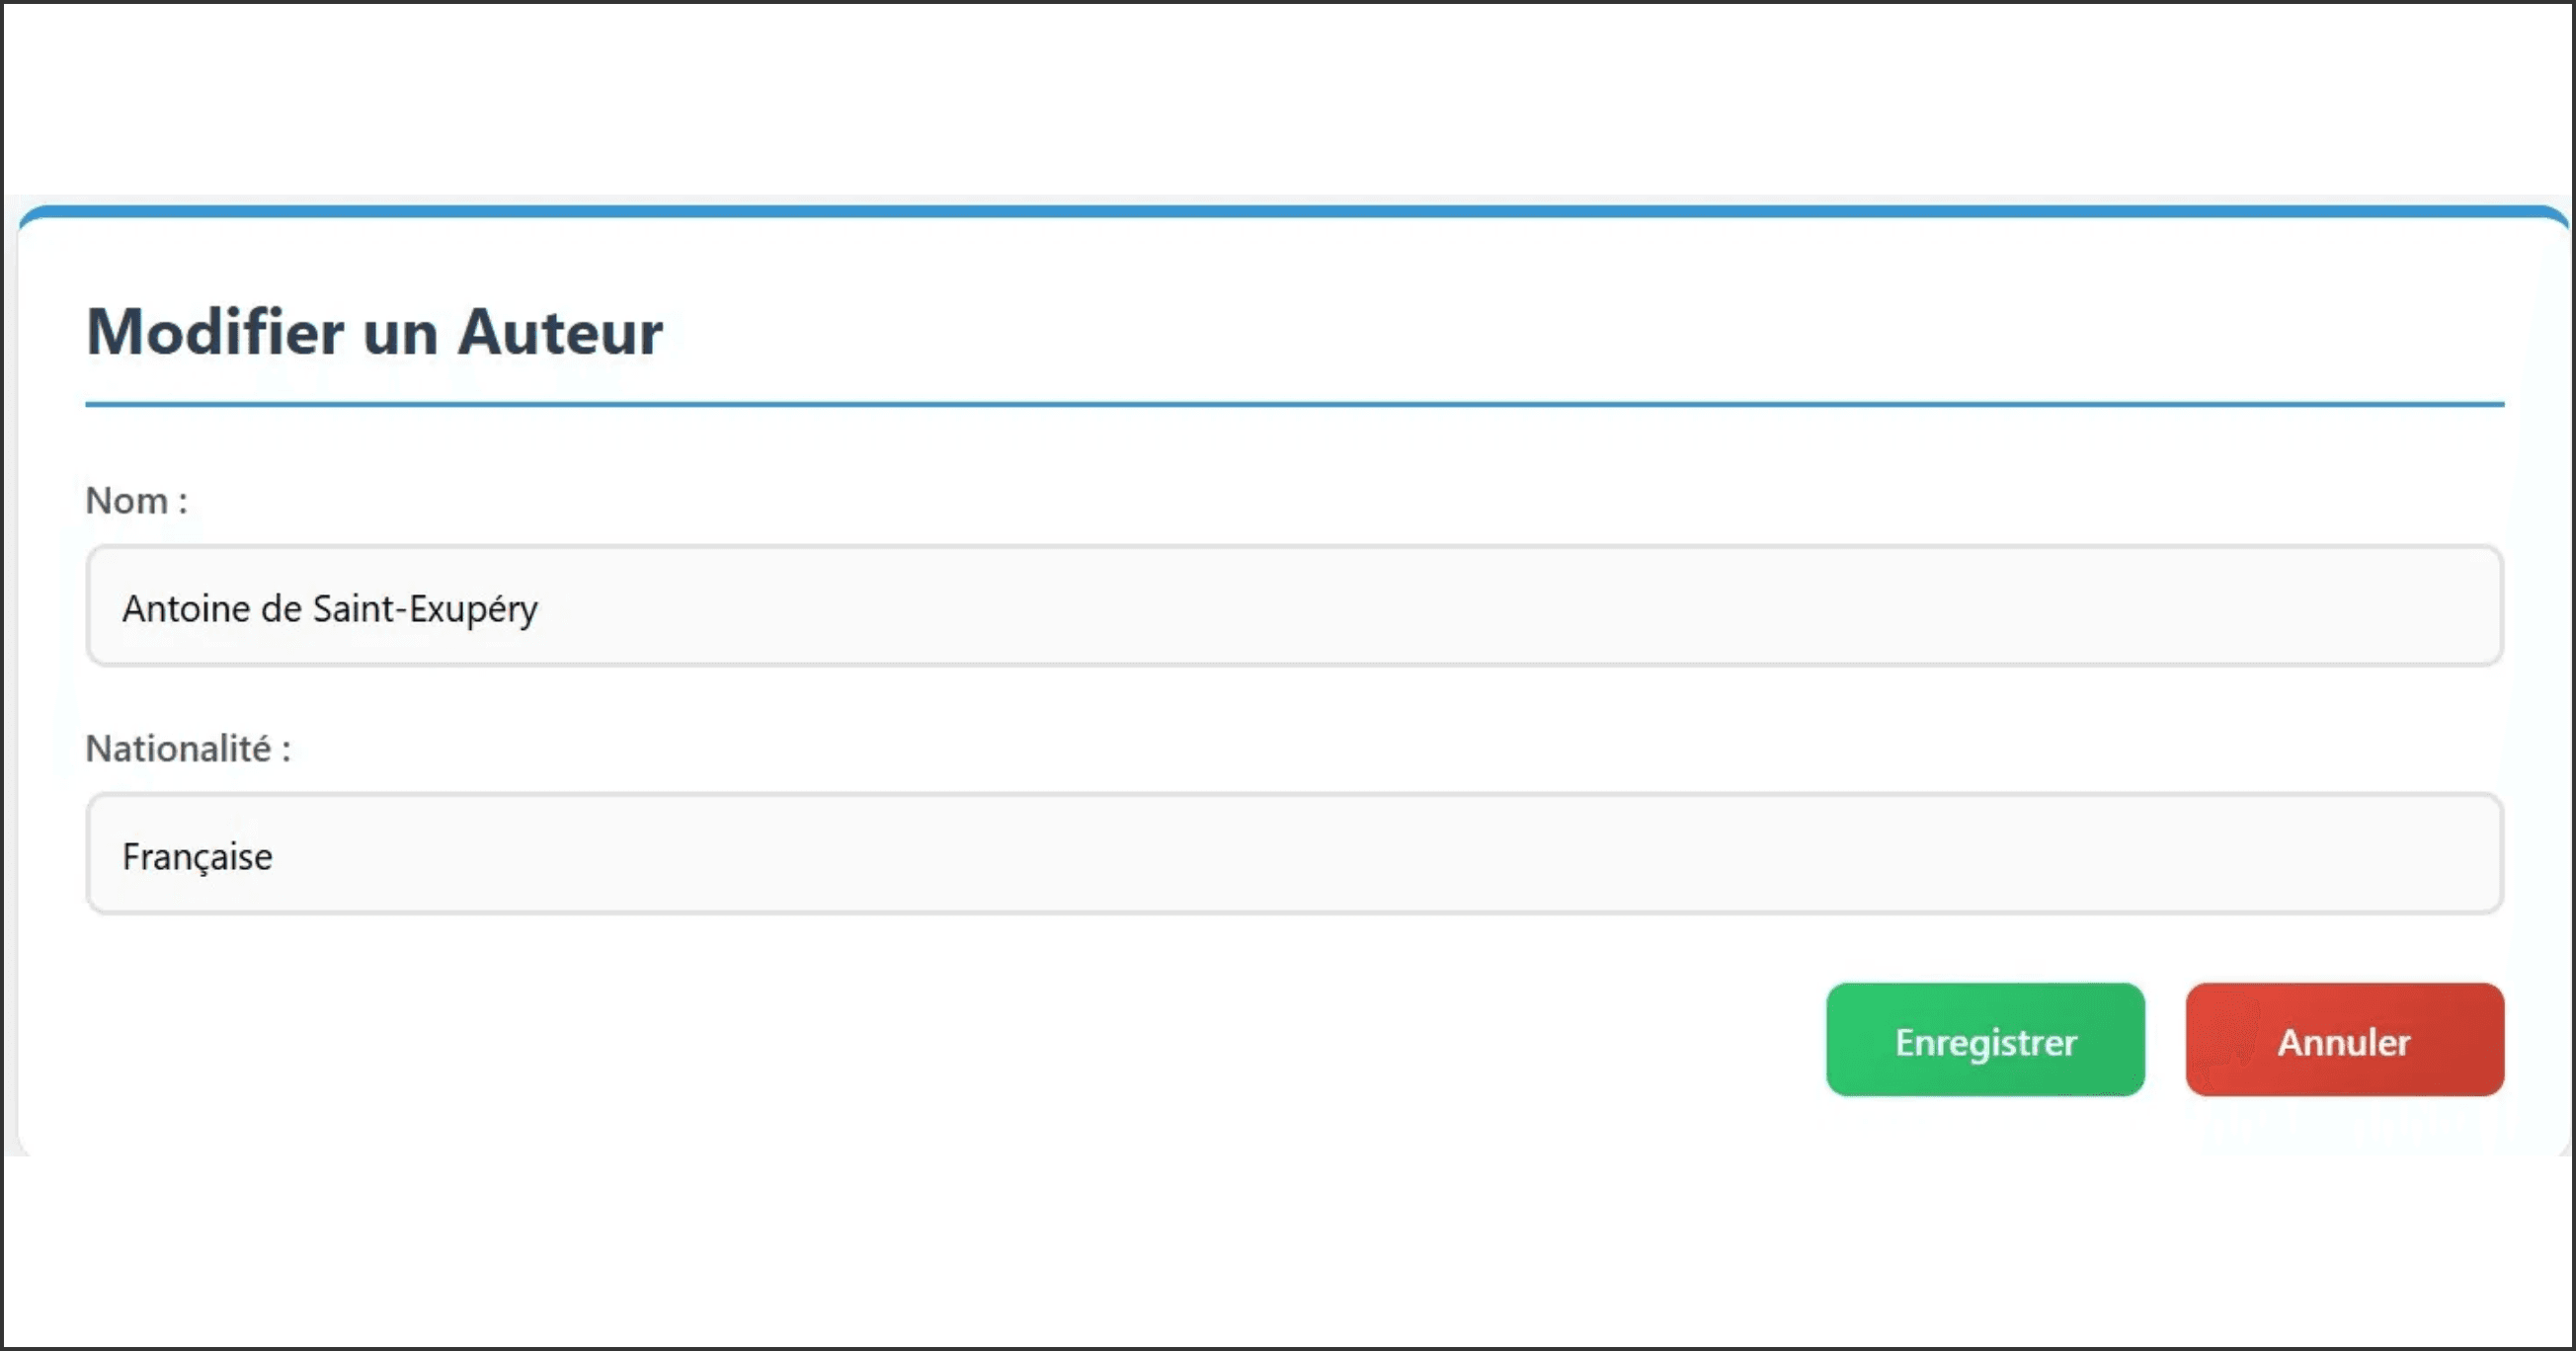 Modifier un Auteur
Nom :
Antoine de Saint-Exupéry
Nationalité :
Française
Enregistrer
Annuler